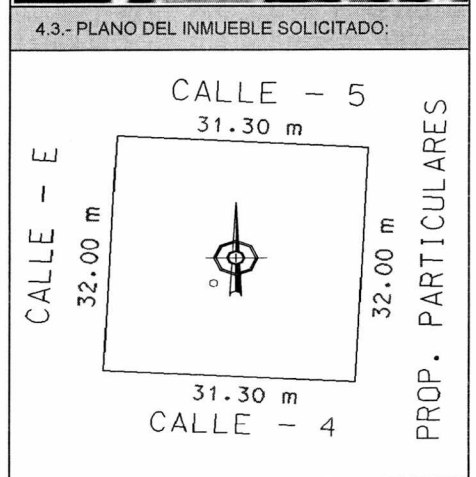 4.3.- PLANO DEL INMUEBLE SOLICITADO:
CALLE - 5
31.30 m
CALLE - E
32.00 m
32.00 m
PROP. PARTICULARES
31.30 m
CALLE - 4